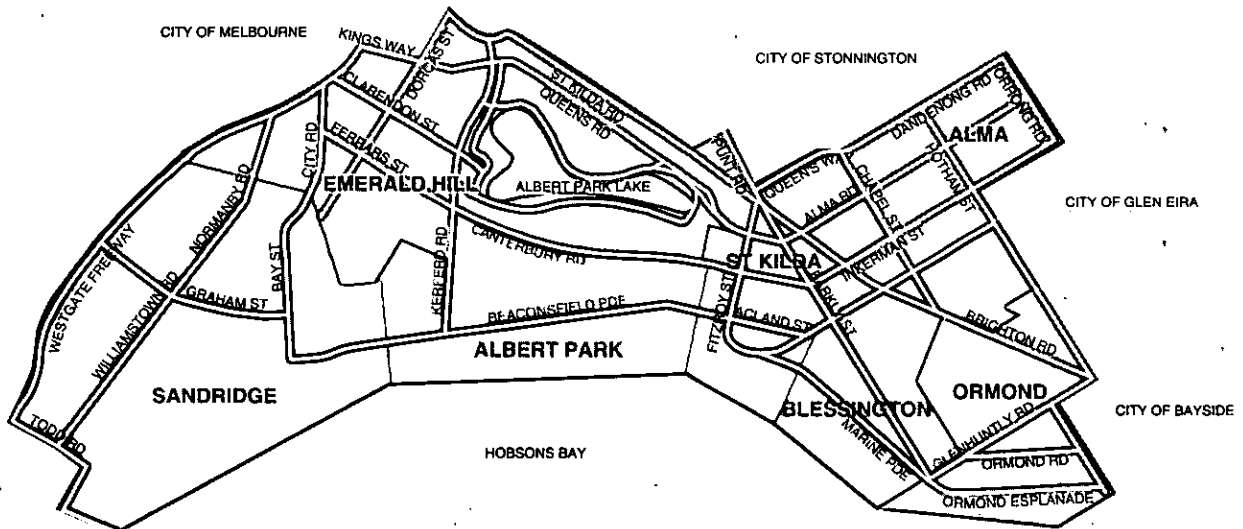 CITY OF MELBOURNE
KINGS WAY
DORCAS ST
CITY OF STONNINGTON
CLARENDON ST
ST KILDA RD
QUEENS RD
DANDENONG RD
ORRONG RD
ALMA
FERRARS ST
CITY RD
PUNT RD
QUEEN'S WAY
HOTHAM ST
EMERALD HILL
ALBERT PARK LAKE
ALMA RD
CHAPEL ST
CITY OF GLEN EIRA
NORMANBY RD
WESTGATE FREEWAY
CANTERBURY RD
ST KILDA
INKERMAN ST
BAY ST
KERFERD RD
BARKLY ST
GRAHAM ST
WILLIAMSTOWN RD
BEACONSFIELD PDE
FITZROY ST
ACLAND ST
BRIGHTON RD
ALBERT PARK
SANDRIDGE
ORMOND
BLESSINGTON
CITY OF BAYSIDE
TODD RD
MARINE PDE
GLENHUNTLY RD
HOBSONS BAY
ORMOND RD
ORMOND ESPLANADE